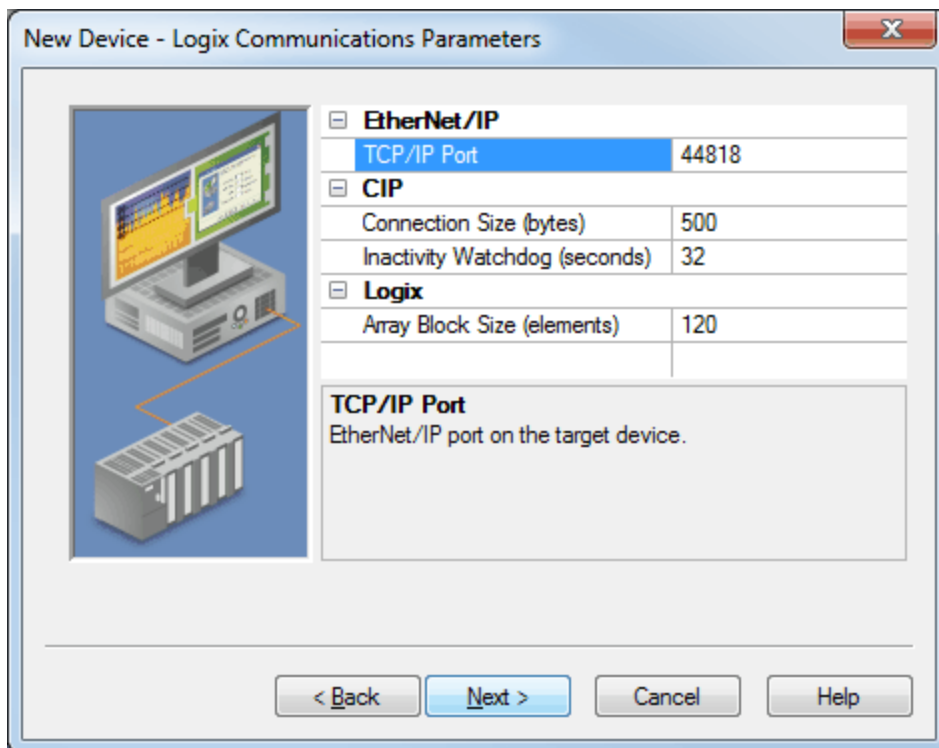 New Device - Logix Communications Parameters
EtherNet/IP
TCP/IP Port 44818
CIP
Connection Size (bytes) 500
Inactivity Watchdog (seconds) 32
Logix
Array Block Size (elements) 120
TCP/IP Port
EtherNet/IP port on the target device.
< Back Next > Cancel Help